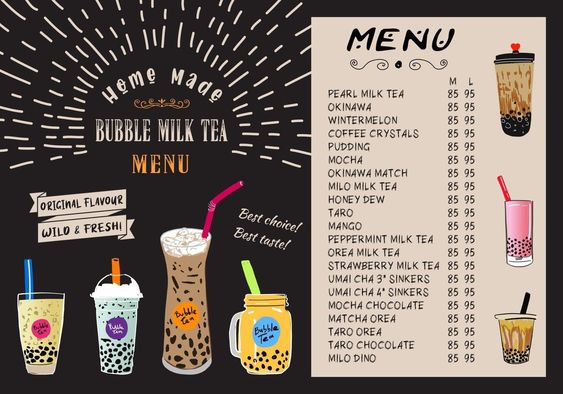 Home Made
BUBBLE MILK TEA
MENU
ORIGINAL FLAVOUR
WILD & FRESH!
Best choice!
Best taste!
Bubble tea
Bubble tea
Bubble tea
Bubble Tea
MENU
M L
PEARL MILK TEA 85 95
OKINAWA 85 95
WINTERMELON 85 95
COFFEE CRYSTALS 85 95
PUDDING 85 95
MOCHA 85 95
OKINAWA MATCH 85 95
MILO MILK TEA 85 95
HONEY DEW 85 95
TARO 85 95
MANGO 85 95
PEPPERMINT MILK TEA 85 95
OREA MILK TEA 85 95
STRAWBERRY MILK TEA 85 95
UMAI CHA 3" SINKERS 85 95
UMAI CHA 4" SINKERS 85 95
MOCHA CHOCOLATE 85 95
MATCHA OREA 85 95
TARO OREA 85 95
TARO CHOCOLATE 85 95
MILO DINO 85 95